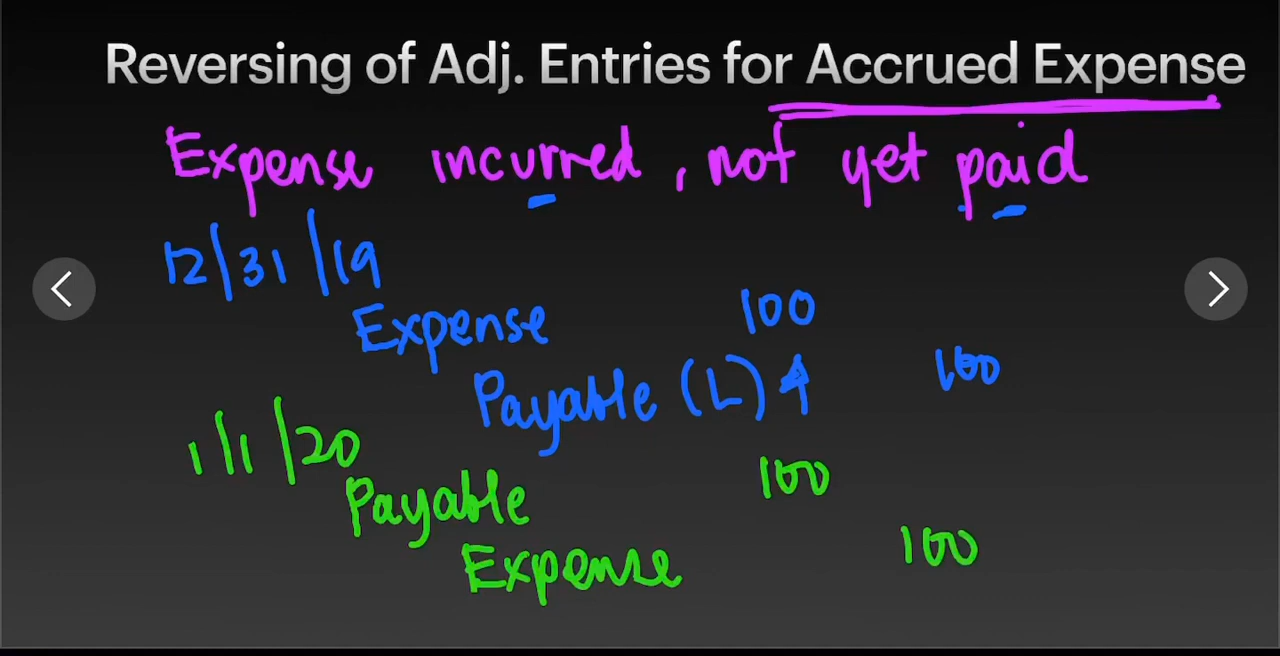 Reversing of Adj. Entries for Accrued Expense
Expense incurred, not yet paid
12/31/19
Expense 100
Payable (L) ↑ 100
1/1/20
Payable 100
Expense 100